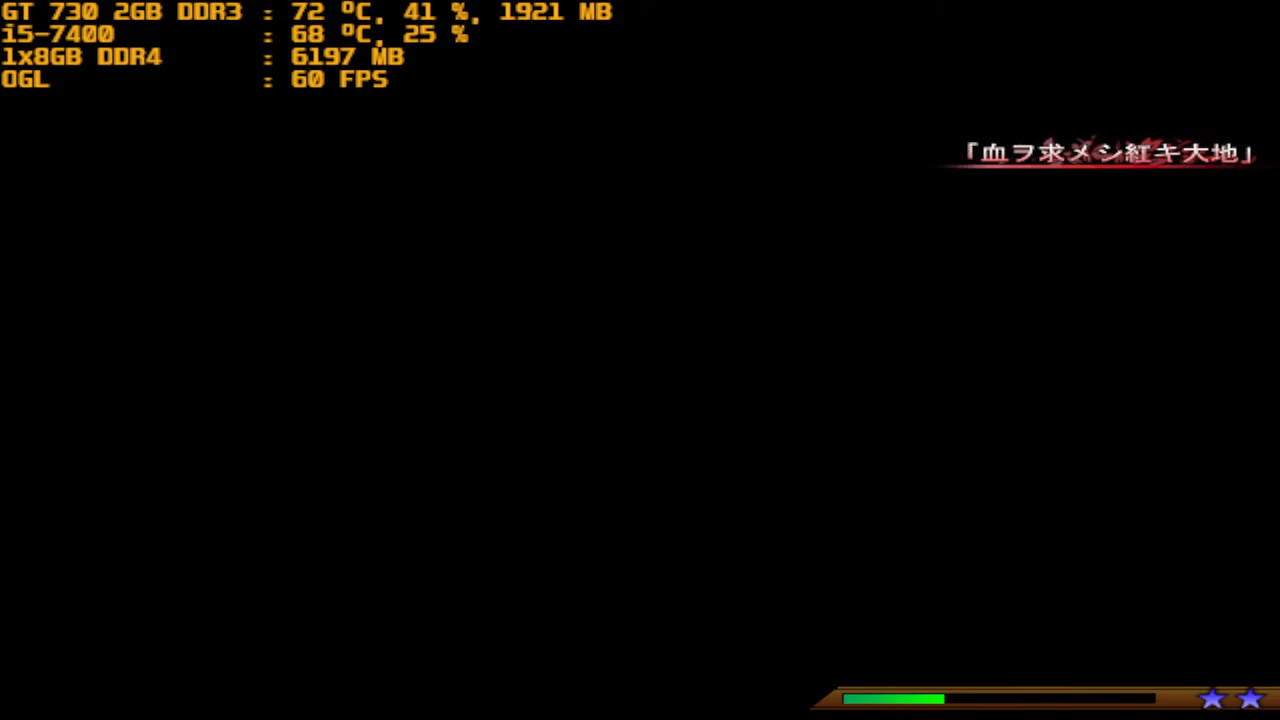 GT 730 2GB DDR3 : 72 ºC, 41 %, 1921 MB
i5-7400 : 68 ºC, 25 %
1x8GB DDR4 : 6197 MB
OGL : 60 FPS
「血ヲ求メシ紅キ大地」